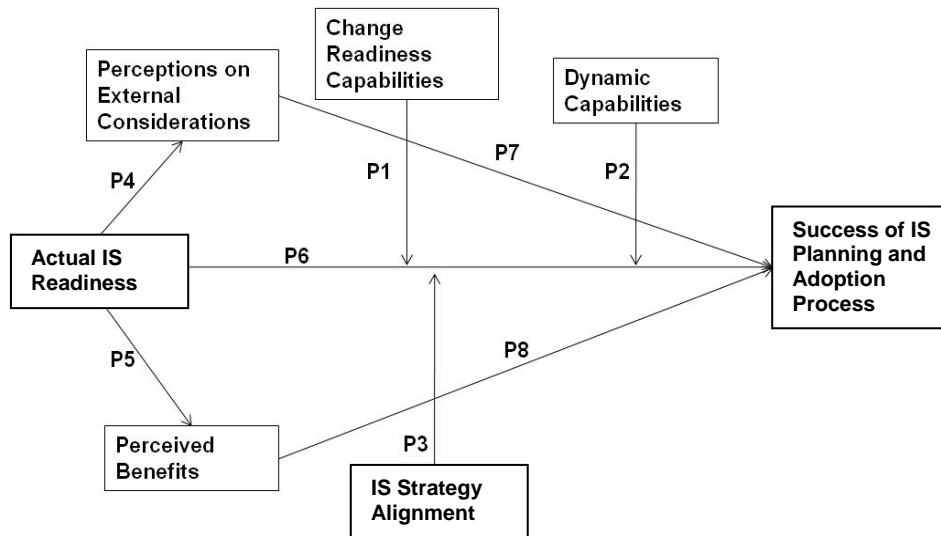 Change
Readiness
Capabilities
Perceptions on
External
Considerations
Dynamic
Capabilities
P7
P1
P2
P4
Actual IS
Readiness
P6
Success of IS
Planning and
Adoption
Process
P5
P8
Perceived
Benefits
P3
IS Strategy
Alignment